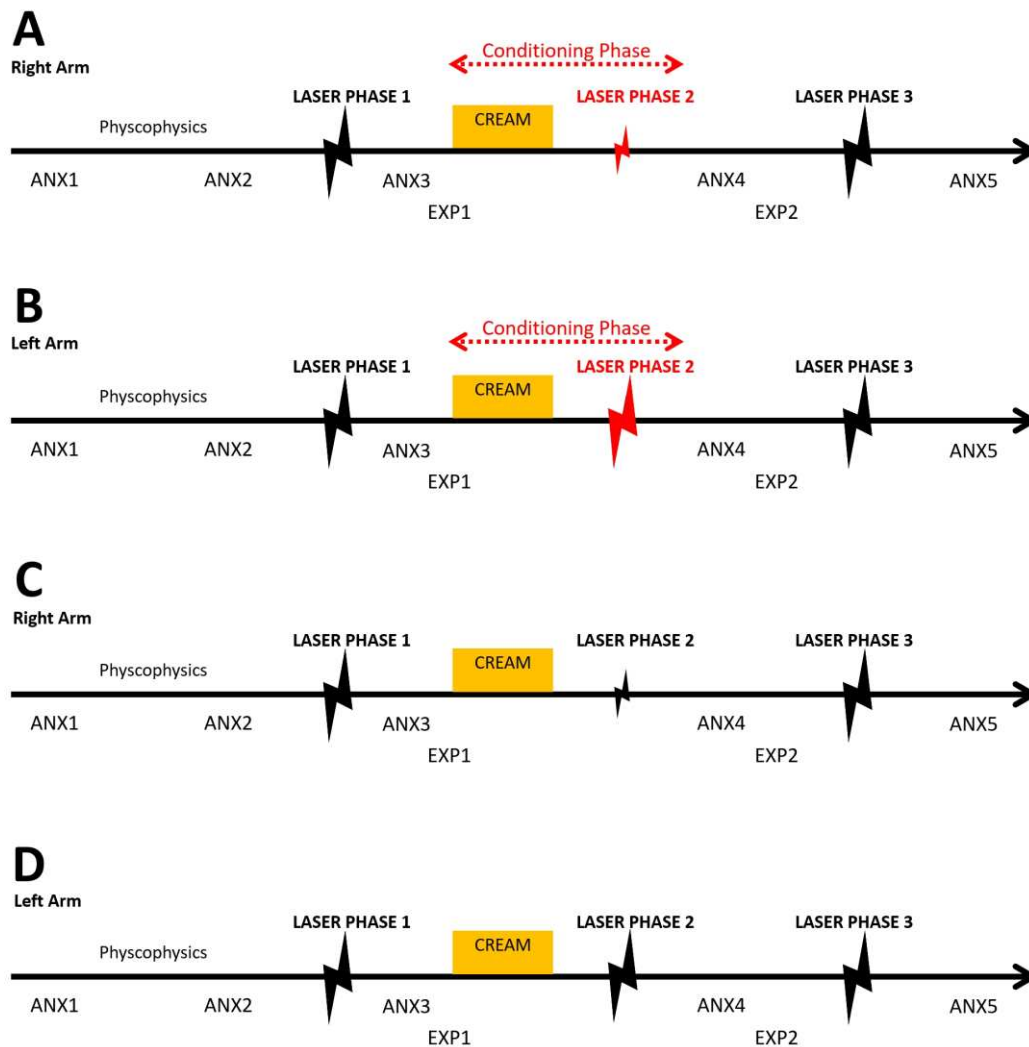 A
Right Arm
Conditioning Phase
LASER PHASE 1
LASER PHASE 2
LASER PHASE 3
Physcophysics
CREAM
ANX1
ANX2
ANX3
ANX4
ANX5
EXP1
EXP2
B
Left Arm
Conditioning Phase
LASER PHASE 1
LASER PHASE 2
LASER PHASE 3
Physcophysics
CREAM
ANX1
ANX2
ANX3
ANX4
ANX5
EXP1
EXP2
C
Right Arm
LASER PHASE 1
LASER PHASE 2
LASER PHASE 3
Physcophysics
CREAM
ANX1
ANX2
ANX3
ANX4
ANX5
EXP1
EXP2
D
Left Arm
LASER PHASE 1
LASER PHASE 2
LASER PHASE 3
Physcophysics
CREAM
ANX1
ANX2
ANX3
ANX4
ANX5
EXP1
EXP2